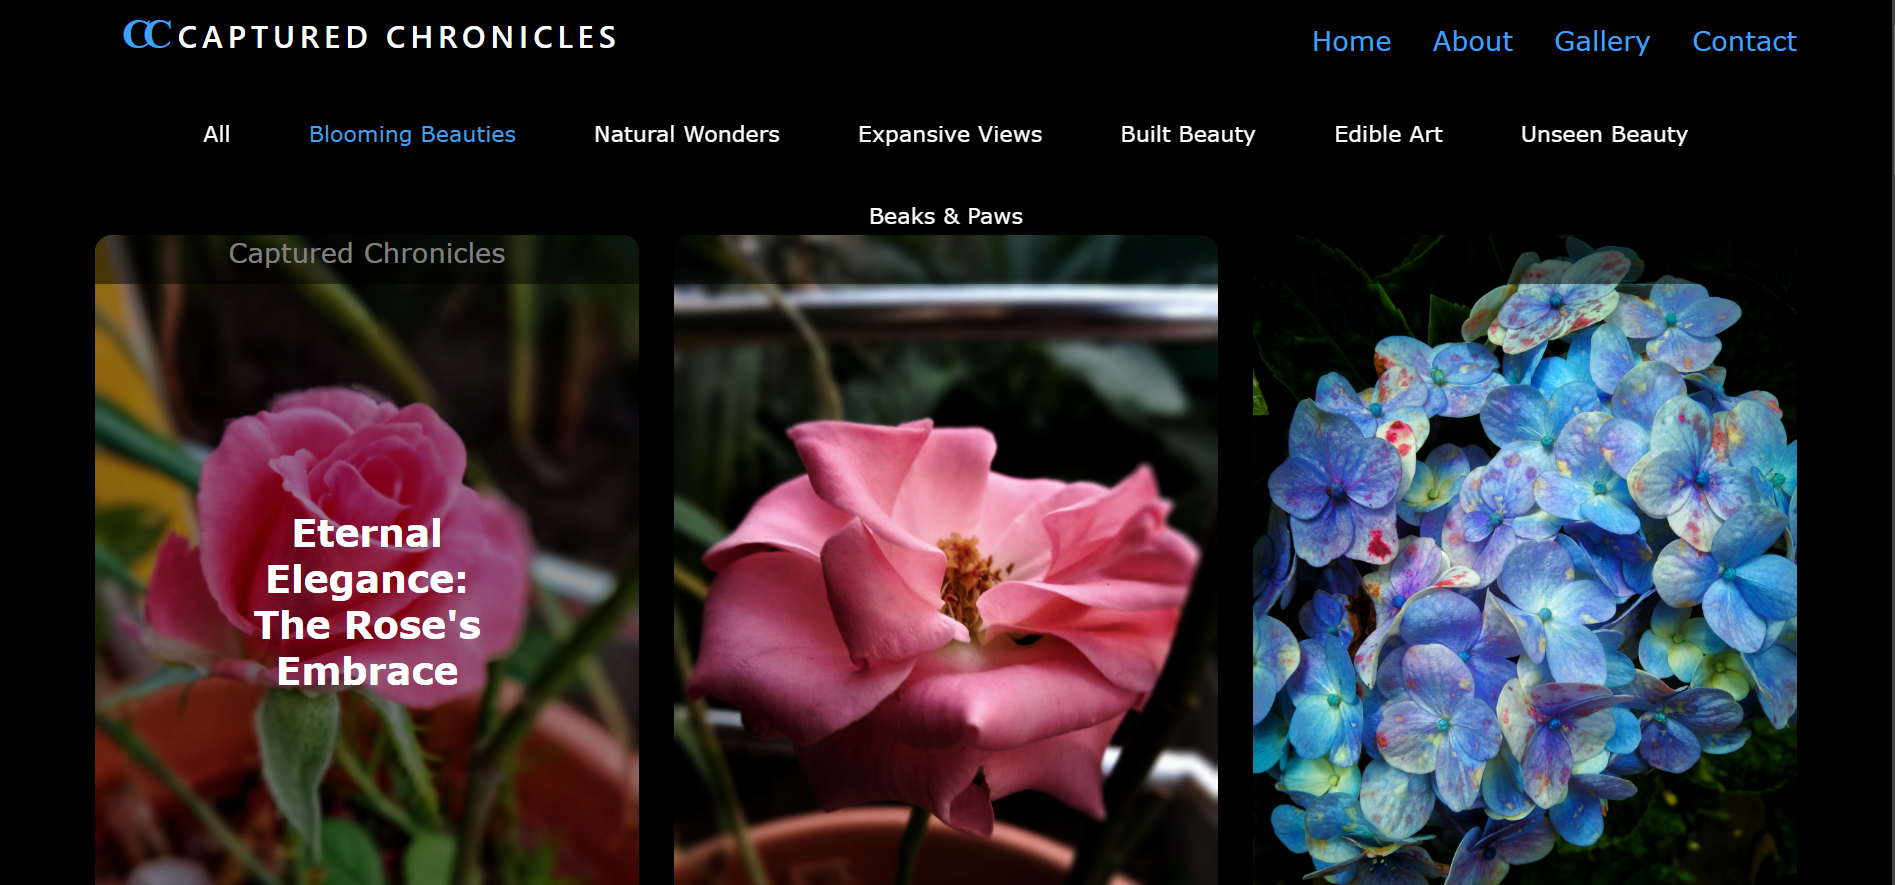 CC CAPTURED CHRONICLES
Home About Gallery Contact
All Blooming Beauties Natural Wonders Expansive Views Built Beauty Edible Art Unseen Beauty
Beaks & Paws
Captured Chronicles
Eternal
Elegance:
The Rose's
Embrace